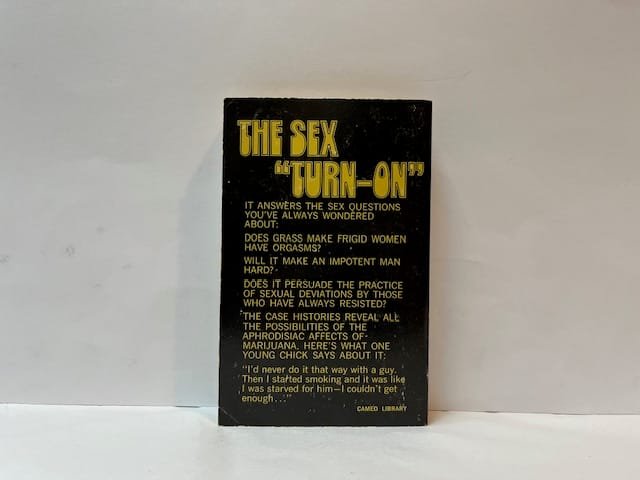 THE SEX
"TURN-ON"
IT ANSWERS THE SEX QUESTIONS
YOU'VE ALWAYS WONDERED
ABOUT:
DOES GRASS MAKE FRIGID WOMEN
HAVE ORGASMS?
WILL IT MAKE AN IMPOTENT MAN
HARD?
DOES IT PERSUADE THE PRACTICE
OF SEXUAL DEVIATIONS BY THOSE
WHO HAVE ALWAYS RESISTED?
THE CASE HISTORIES REVEAL ALL
THE POSSIBILITIES OF THE
APHRODISIAC AFFECTS OF
MARIJUANA. HERE'S WHAT ONE
YOUNG CHICK SAYS ABOUT IT:
"I'd never do it that way with a guy.
Then I started smoking and it was like
I was starved for him—I couldn't get
enough..."
CAMEO LIBRARY